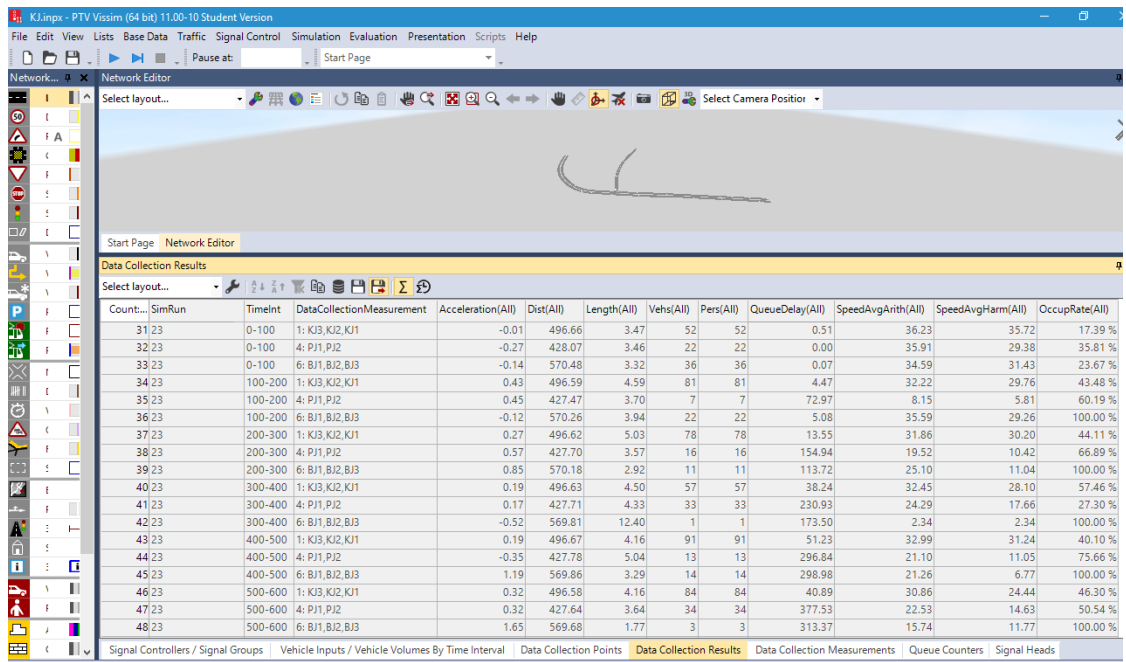 KJ.inpx - PTV Vissim (64 bit) 11.00-10 Student Version
File Edit View Lists Base Data Traffic Signal Control Simulation Evaluation Presentation Scripts Help
Pause at: Start Page
Network... Network Editor
Select layout... Select Camera Position
Start Page Network Editor
Data Collection Results
Select layout...
Count:... SimRun TimeInt DataCollectionMeasurement Acceleration(All) Dist(All) Length(All) Vehs(All) Pers(All) QueueDelay(All) SpeedAvgArith(All) SpeedAvgHarm(All) OccupRate(All)
31 23 0-100 1: KJ3,KJ2,KJ1 -0.01 496.66 3.47 52 52 0.51 36.23 35.72 17.39 %
32 23 0-100 4: PJ1,PJ2 -0.27 428.07 3.46 22 22 0.00 35.91 29.38 35.81 %
33 23 0-100 6: BJ1,BJ2,BJ3 -0.14 570.48 3.32 36 36 0.07 34.59 31.43 23.67 %
34 23 100-200 1: KJ3,KJ2,KJ1 0.43 496.59 4.59 81 81 4.47 32.22 29.76 43.48 %
35 23 100-200 4: PJ1,PJ2 0.45 427.47 3.70 7 7 72.97 8.15 5.81 60.19 %
36 23 100-200 6: BJ1,BJ2,BJ3 -0.12 570.26 3.94 22 22 5.08 35.59 29.26 100.00 %
37 23 200-300 1: KJ3,KJ2,KJ1 0.27 496.62 5.03 78 78 13.55 31.86 30.20 44.11 %
38 23 200-300 4: PJ1,PJ2 0.57 427.70 3.57 16 16 154.94 19.52 10.42 66.89 %
39 23 200-300 6: BJ1,BJ2,BJ3 0.85 570.18 2.92 11 11 113.72 25.10 11.04 100.00 %
40 23 300-400 1: KJ3,KJ2,KJ1 0.19 496.63 4.50 57 57 38.24 32.45 28.10 57.46 %
41 23 300-400 4: PJ1,PJ2 0.17 427.71 4.33 33 33 230.93 24.29 17.66 27.30 %
42 23 300-400 6: BJ1,BJ2,BJ3 -0.52 569.81 12.40 1 1 173.50 2.34 2.34 100.00 %
43 23 400-500 1: KJ3,KJ2,KJ1 0.19 496.67 4.16 91 91 51.23 32.99 31.24 40.10 %
44 23 400-500 4: PJ1,PJ2 -0.35 427.78 5.04 13 13 296.84 21.10 11.05 75.66 %
45 23 400-500 6: BJ1,BJ2,BJ3 1.19 569.86 3.29 14 14 298.98 21.26 6.77 100.00 %
46 23 500-600 1: KJ3,KJ2,KJ1 0.32 496.58 4.16 84 84 40.89 30.86 24.44 46.30 %
47 23 500-600 4: PJ1,PJ2 0.32 427.64 3.64 34 34 377.53 22.53 14.63 50.54 %
48 23 500-600 6: BJ1,BJ2,BJ3 1.65 569.68 1.77 3 3 313.37 15.74 11.77 100.00 %
Signal Controllers / Signal Groups Vehicle Inputs / Vehicle Volumes By Time Interval Data Collection Points Data Collection Results Data Collection Measurements Queue Counters Signal Heads